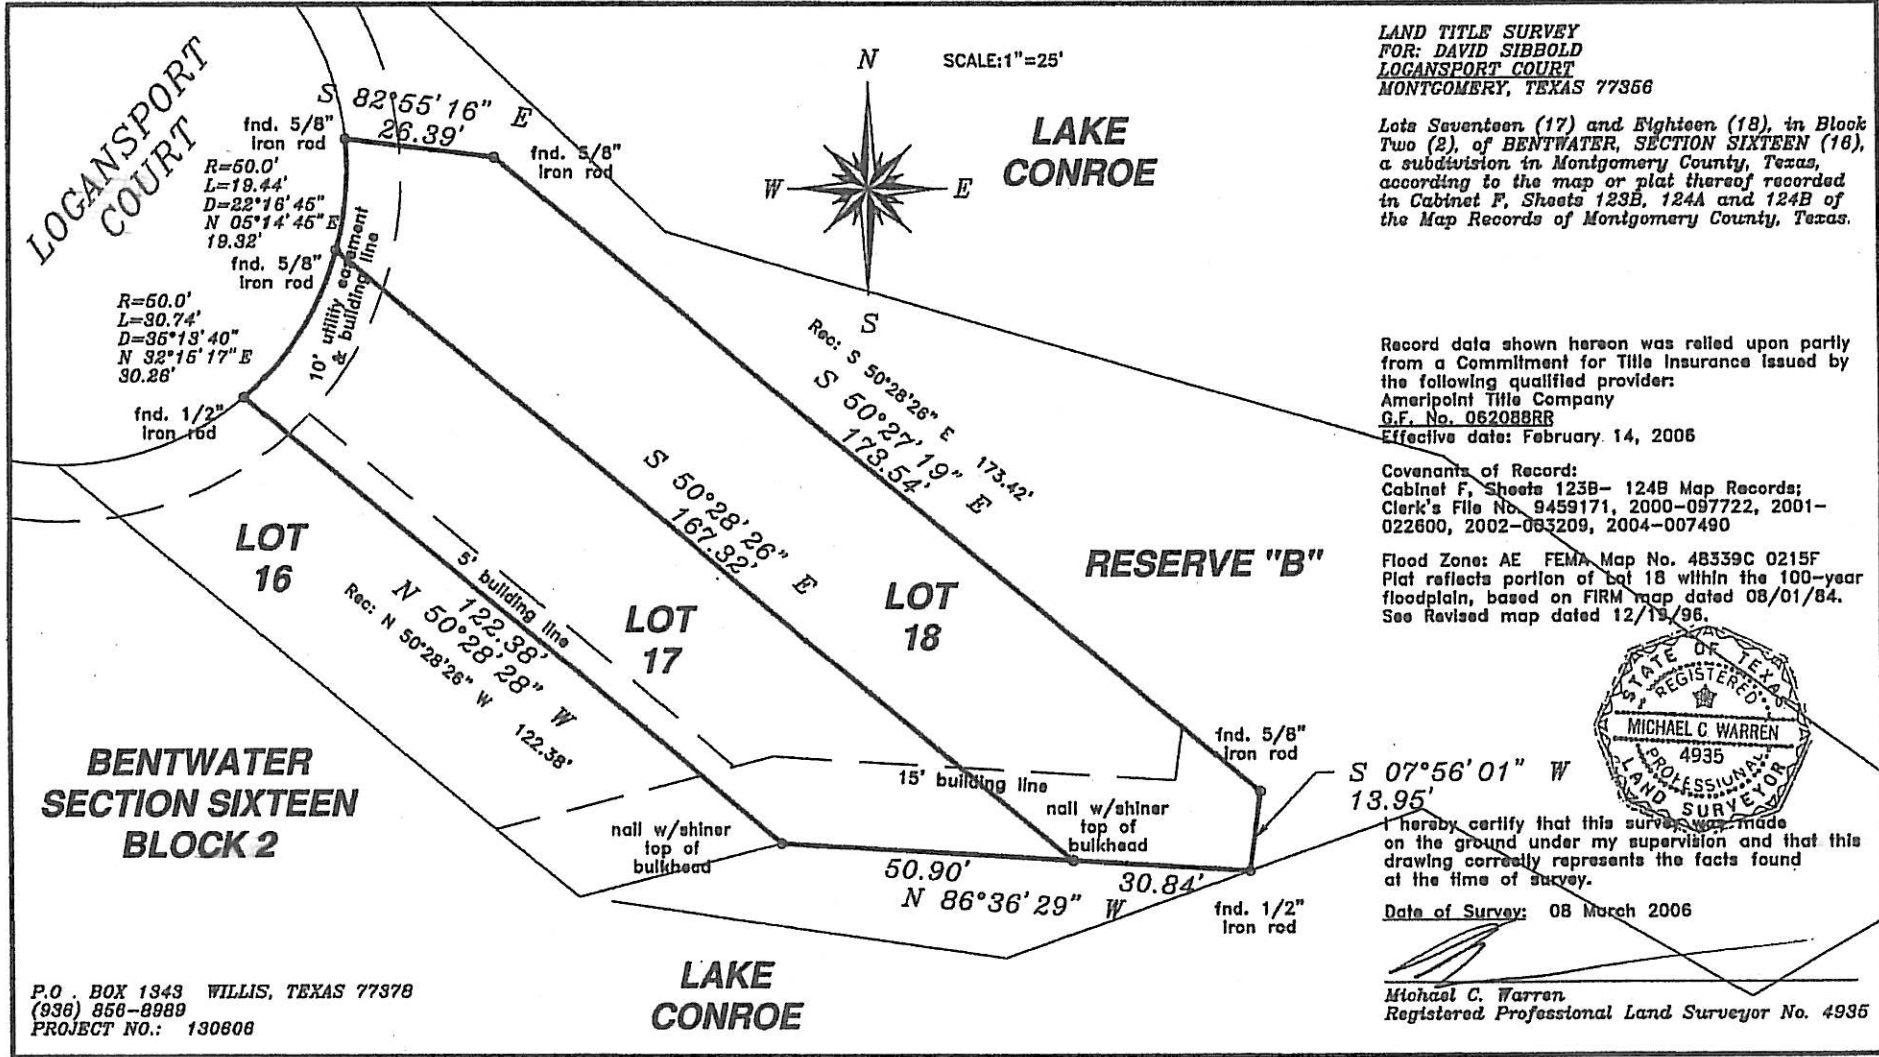 LOGANSPORT
COURT
S 82°55'16" E
26.39'
fnd. 5/8"
iron rod
fnd. 5/8"
iron rod
R=50.0'
L=19.44'
D=22°16'45"
N 05°14'45" E
19.32'
fnd. 5/8"
iron rod
R=50.0'
L=30.74'
D=35°13'40"
N 32°15'17" E
30.26'
fnd. 1/2"
iron rod
10' utility easement
& building line
N
W
E
S
SCALE:1"=25'
LAKE
CONROE
Rec: S 50°28'26" E 173.42'
S 50°27'19" E
173.54'
S 50°28'26" E
167.32'
LOT
16
5' building line
122.38'
N 50°28'28" W
Rec: N 50°28'26" W 122.38'
LOT
17
LOT
18
RESERVE "B"
BENTWATER
SECTION SIXTEEN
BLOCK 2
15' building line
nail w/shiner
top of
bulkhead
nail w/shiner
top of
bulkhead
fnd. 5/8"
iron rod
S 07°56'01" W
13.95'
50.90'
30.84'
N 86°36'29" W
fnd. 1/2"
iron rod
LAKE
CONROE
P.O . BOX 1343 WILLIS, TEXAS 77378
(936) 856-8989
PROJECT NO.: 130606
LAND TITLE SURVEY
FOR: DAVID SIBBOLD
LOGANSPORT COURT
MONTGOMERY, TEXAS 77356
Lots Seventeen (17) and Eighteen (18), in Block
Two (2), of BENTWATER, SECTION SIXTEEN (16),
a subdivision in Montgomery County, Texas,
according to the map or plat thereof recorded
in Cabinet F, Sheets 123B, 124A and 124B of
the Map Records of Montgomery County, Texas.
Record data shown hereon was relied upon partly
from a Commitment for Title Insurance issued by
the following qualified provider:
Ameripoint Title Company
G.F. No. 062088RR
Effective date: February 14, 2006
Covenants of Record:
Cabinet F, Sheets 123B- 124B Map Records;
Clerk's File No. 9459171, 2000-097722, 2001-
022600, 2002-063209, 2004-007490
Flood Zone: AE FEMA Map No. 48339C 0215F
Plat reflects portion of Lot 18 within the 100-year
floodplain, based on FIRM map dated 08/01/84.
See Revised map dated 12/19/96.
STATE OF TEXAS
REGISTERED
MICHAEL C. WARREN
4935
PROFESSIONAL
LAND SURVEYOR
I hereby certify that this survey was made
on the ground under my supervision and that this
drawing correctly represents the facts found
at the time of survey.
Date of Survey: 08 March 2006
Michael C. Warren
Registered Professional Land Surveyor No. 4935